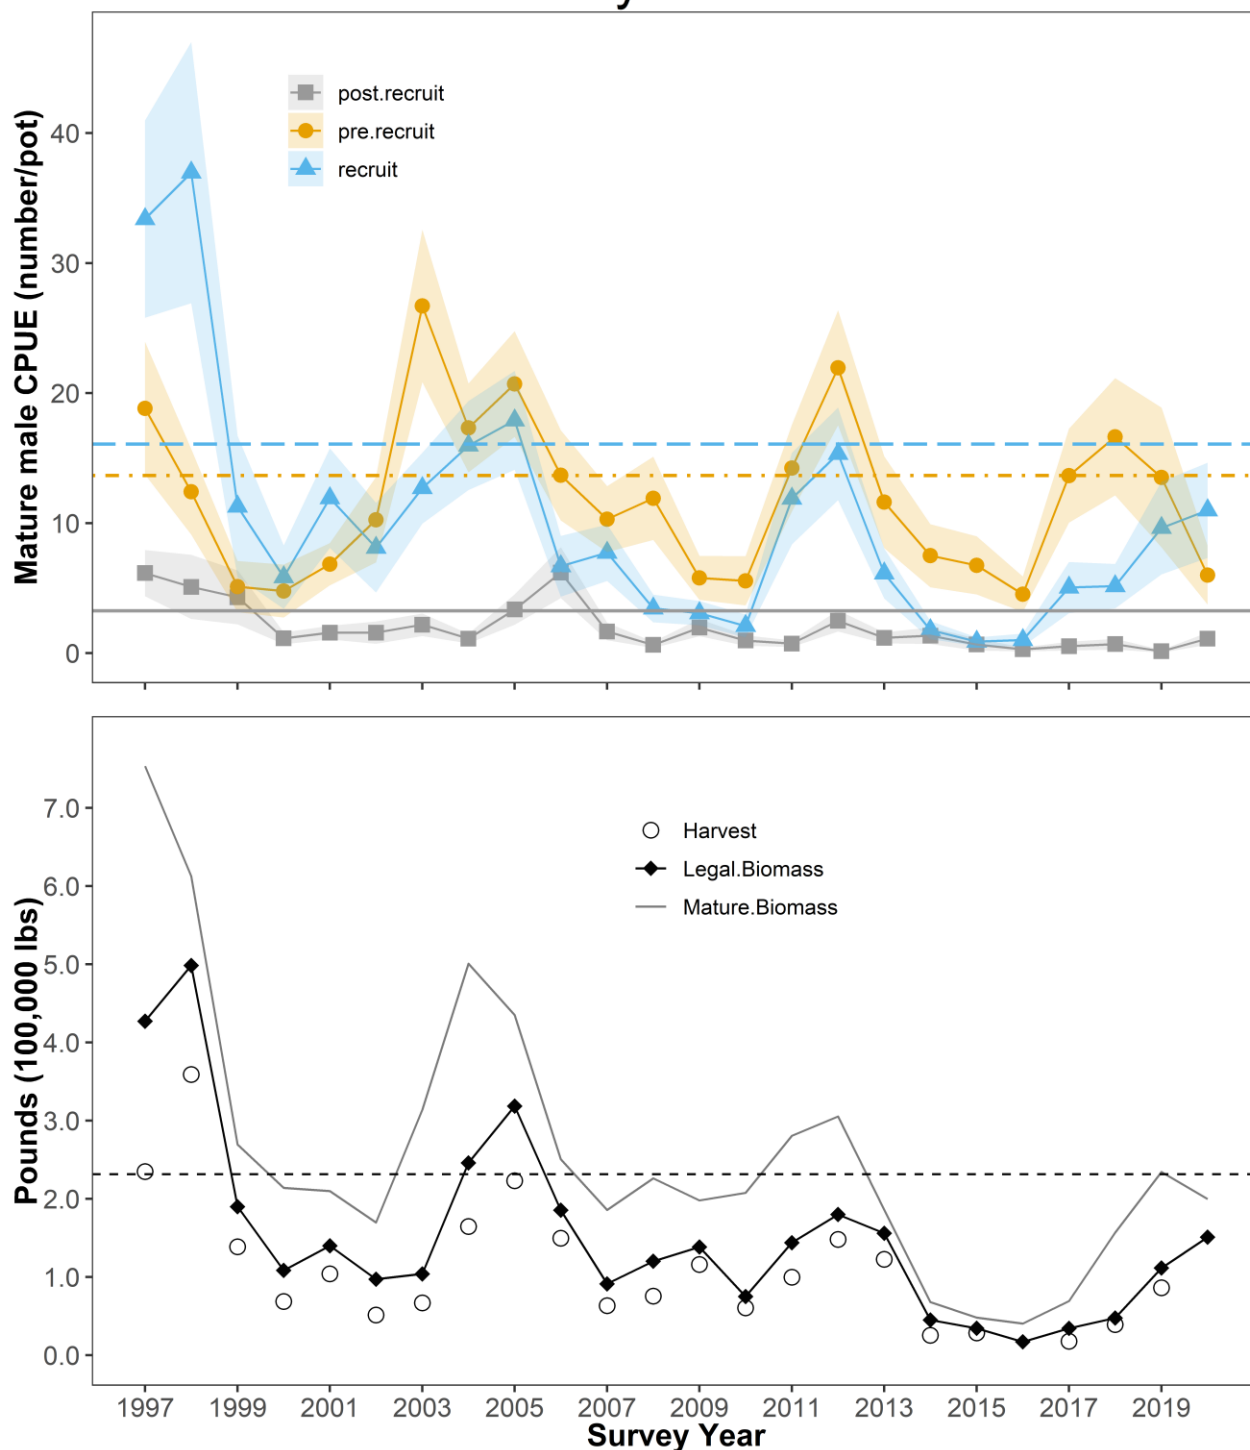 Mature male CPUE (number/pot)
40
30
20
10
0
post.recruit
pre.recruit
recruit
Pounds (100,000 lbs)
7.0
6.0
5.0
4.0
3.0
2.0
1.0
0.0
Harvest
Legal.Biomass
Mature.Biomass
1997 1999 2001 2003 2005 2007 2009 2011 2013 2015 2017 2019
Survey Year